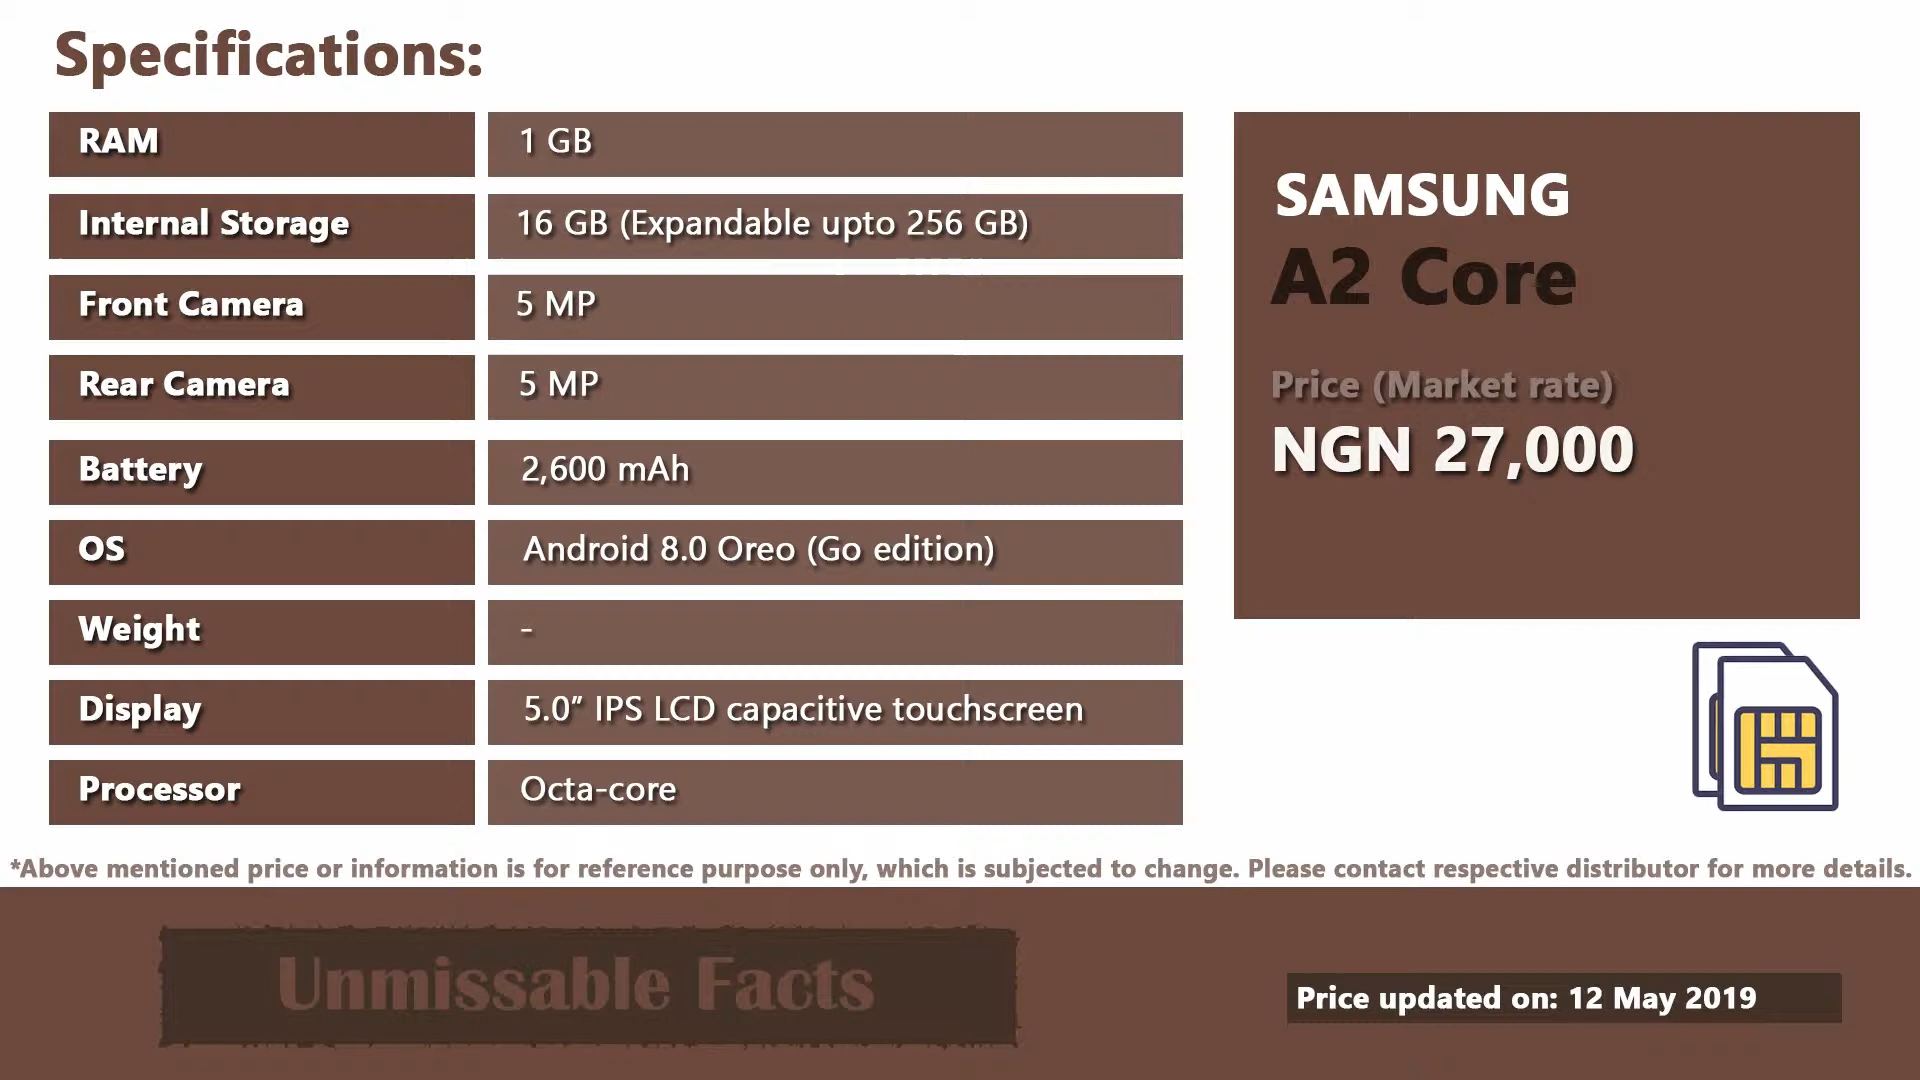 Specifications:
RAM 1 GB
Internal Storage 16 GB (Expandable upto 256 GB)
Front Camera 5 MP
Rear Camera 5 MP
Battery 2,600 mAh
OS Android 8.0 Oreo (Go edition)
Weight -
Display 5.0” IPS LCD capacitive touchscreen
Processor Octa-core
SAMSUNG
A2 Core
Price (Market rate)
NGN 27,000
*Above mentioned price or information is for reference purpose only, which is subjected to change. Please contact respective distributor for more details.
Unmissable Facts
Price updated on: 12 May 2019